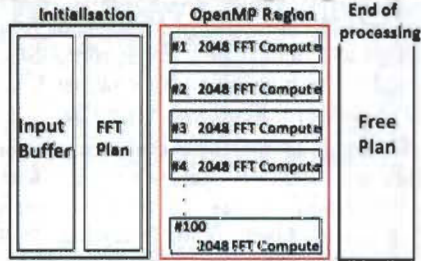 Initialisation
OpenMP Region
End of
processing
Input
Buffer
FFT
Plan
#1 2048 FFT Compute
#2 2048 FFT Compute
#3 2048 FFT Compute
#4 2048 FFT Compute
#100
2048 FFT Compute
Free
Plan